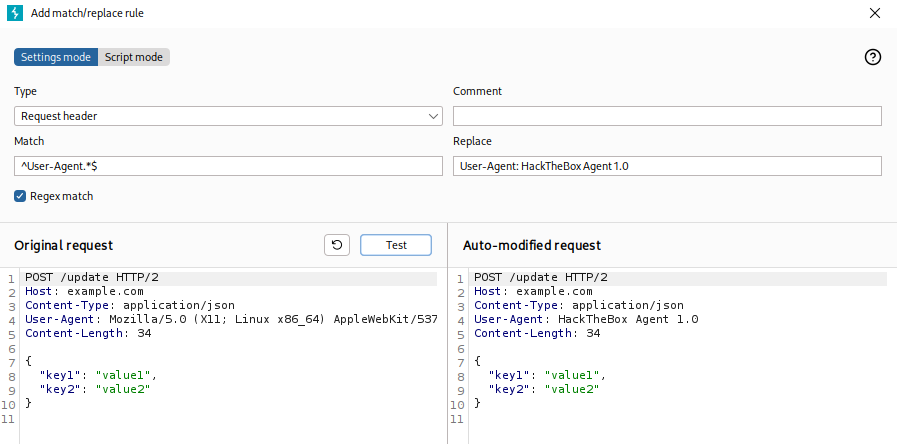 Add match/replace rule
Settings mode Script mode
Type
Comment
Request header
Match
Replace
^User-Agent.*$
User-Agent: HackTheBox Agent 1.0
Regex match
Original request
Test
Auto-modified request
1 POST /update HTTP/2
2 Host: example.com
3 Content-Type: application/json
4 User-Agent: Mozilla/5.0 (X11; Linux x86_64) AppleWebKit/537
5 Content-Length: 34
6
7 {
8 "key1": "value1",
9 "key2": "value2"
10 }
11
1 POST /update HTTP/2
2 Host: example.com
3 Content-Type: application/json
4 User-Agent: HackTheBox Agent 1.0
5 Content-Length: 34
6
7 {
8 "key1": "value1",
9 "key2": "value2"
10 }
11